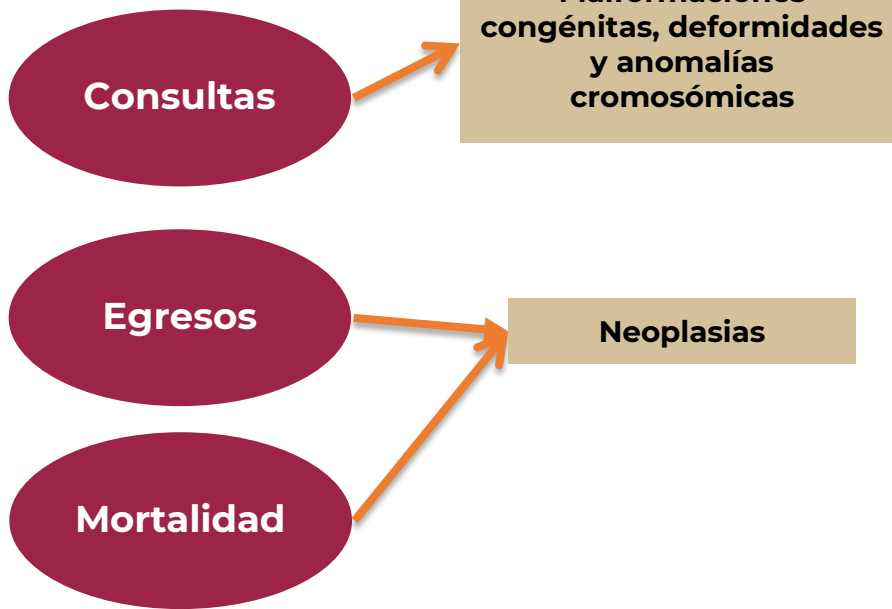 Consultas
congénitas, deformidades
y anomalías
cromosómicas
Egresos
Neoplasias
Mortalidad